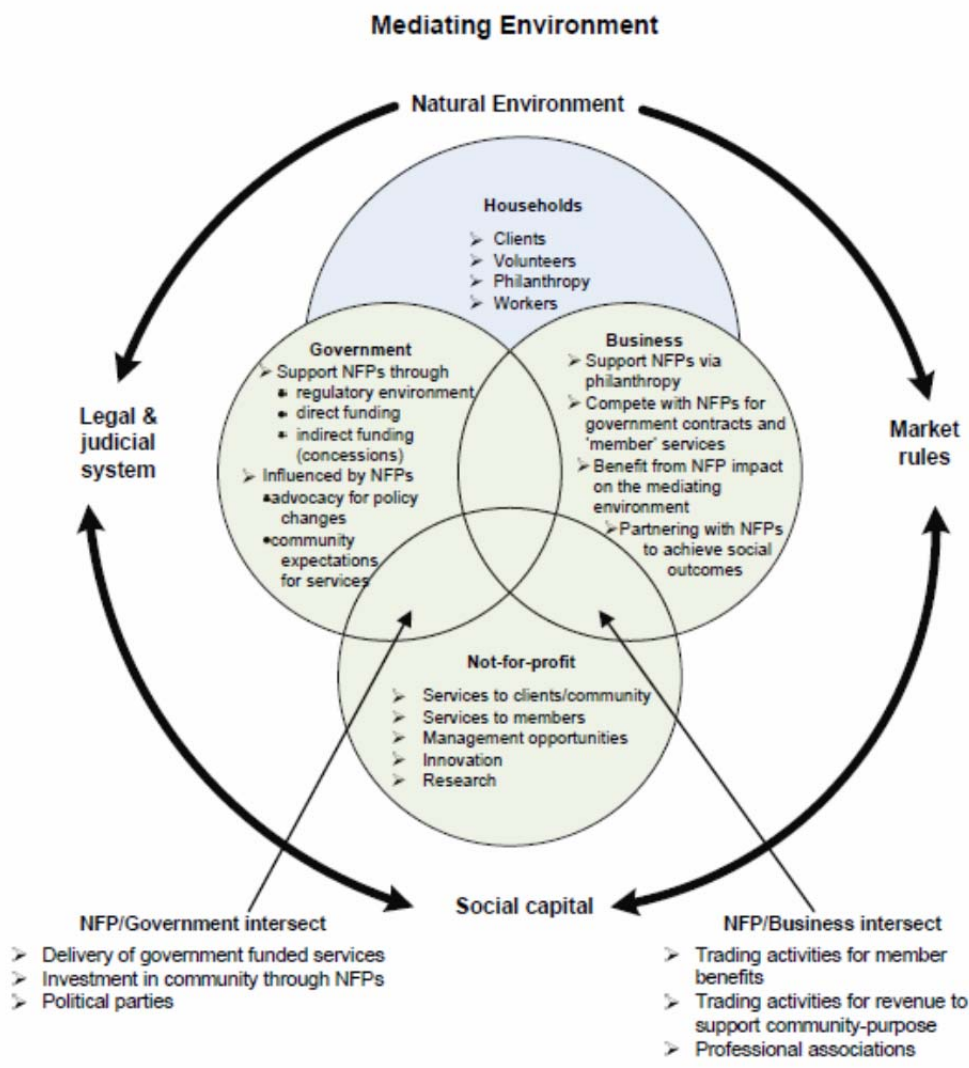 Mediating Environment
Natural Environment
Households
➢ Clients
➢ Volunteers
➢ Philanthropy
➢ Workers
Government
➢ Support NFPs through
• regulatory environment
• direct funding
• indirect funding
(concessions)
➢ Influenced by NFPs
•advocacy for policy
changes
•community
expectations
for services
Business
➢ Support NFPs via
philanthropy
➢ Compete with NFPs for
government contracts and
'member' services
➢ Benefit from NFP impact
on the mediating
environment
➢ Partnering with NFPs
to achieve social
outcomes
Legal &
judicial
system
Market
rules
Not-for-profit
➢ Services to clients/community
➢ Services to members
➢ Management opportunities
➢ Innovation
➢ Research
Social capital
NFP/Government intersect
➢ Delivery of government funded services
➢ Investment in community through NFPs
➢ Political parties
NFP/Business intersect
➢ Trading activities for member
benefits
➢ Trading activities for revenue to
support community-purpose
➢ Professional associations